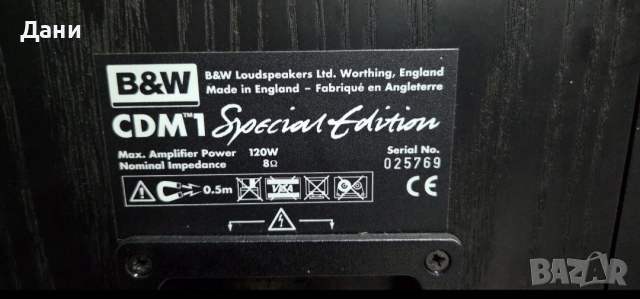 Дани
B&W
B&W Loudspeakers Ltd. Worthing, England
Made in England – Fabriqué en Angleterre
CDM™1 Special Edition
Max. Amplifier Power 120W
Nominal Impedance 8Ω
Serial No.
025769
0.5m
VISA
CE
BAZAR